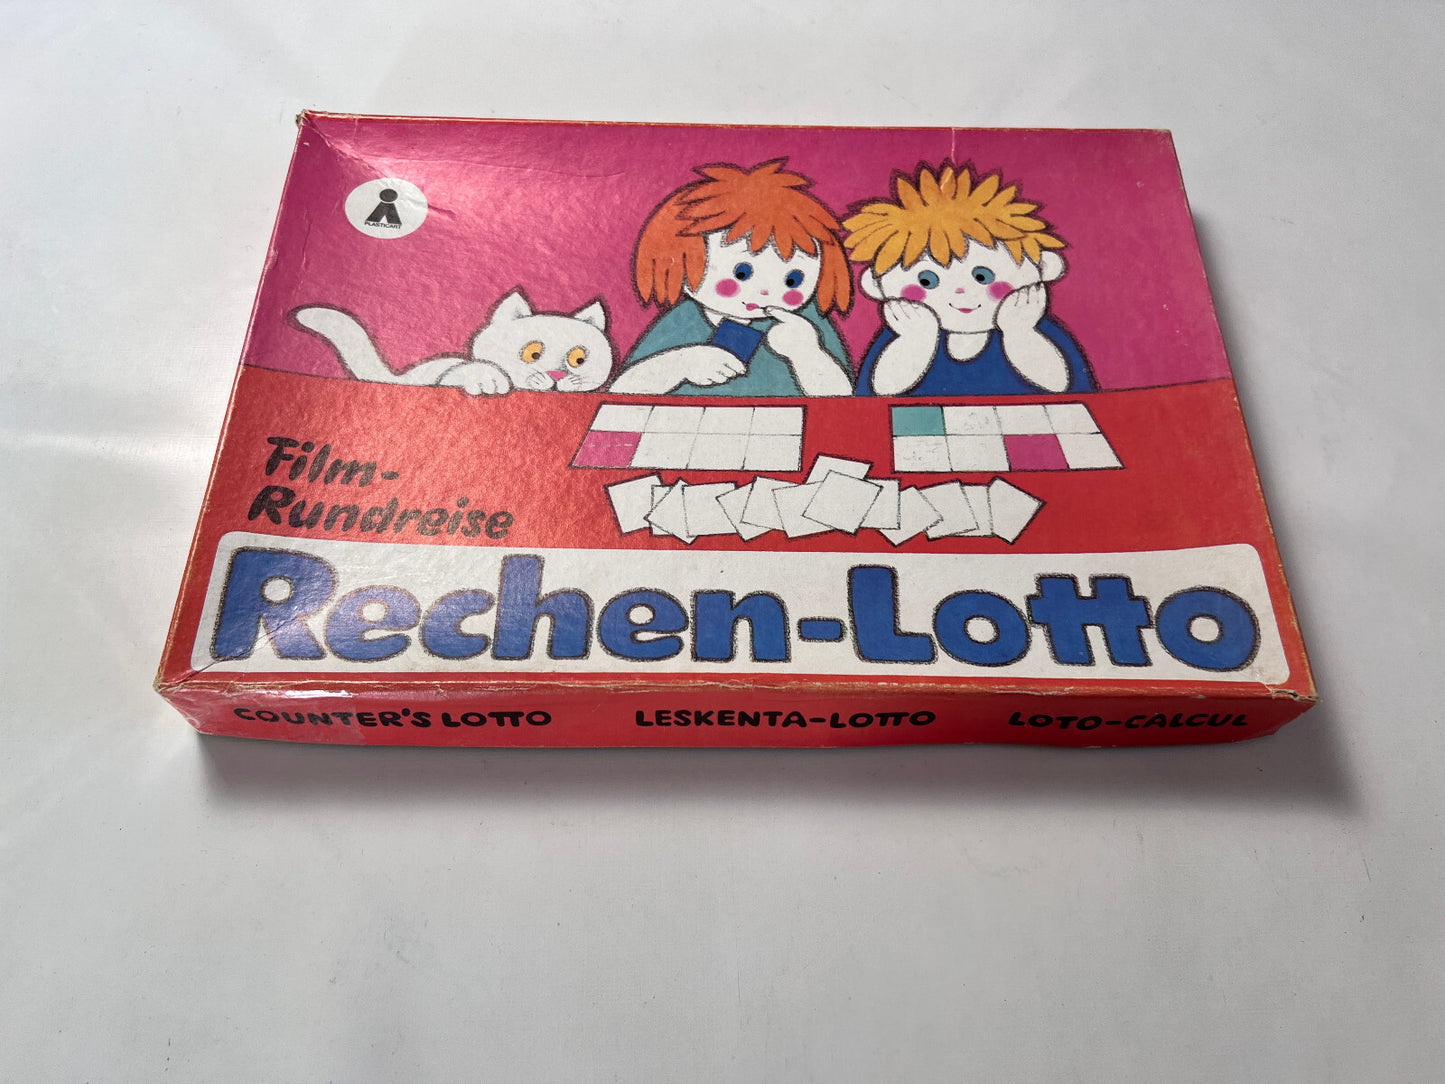 PLASTICART
Film-
Rundreise
Rechen-Lotto
COUNTER'S LOTTO LESKENTA-LOTTO LOTO-CALCUL